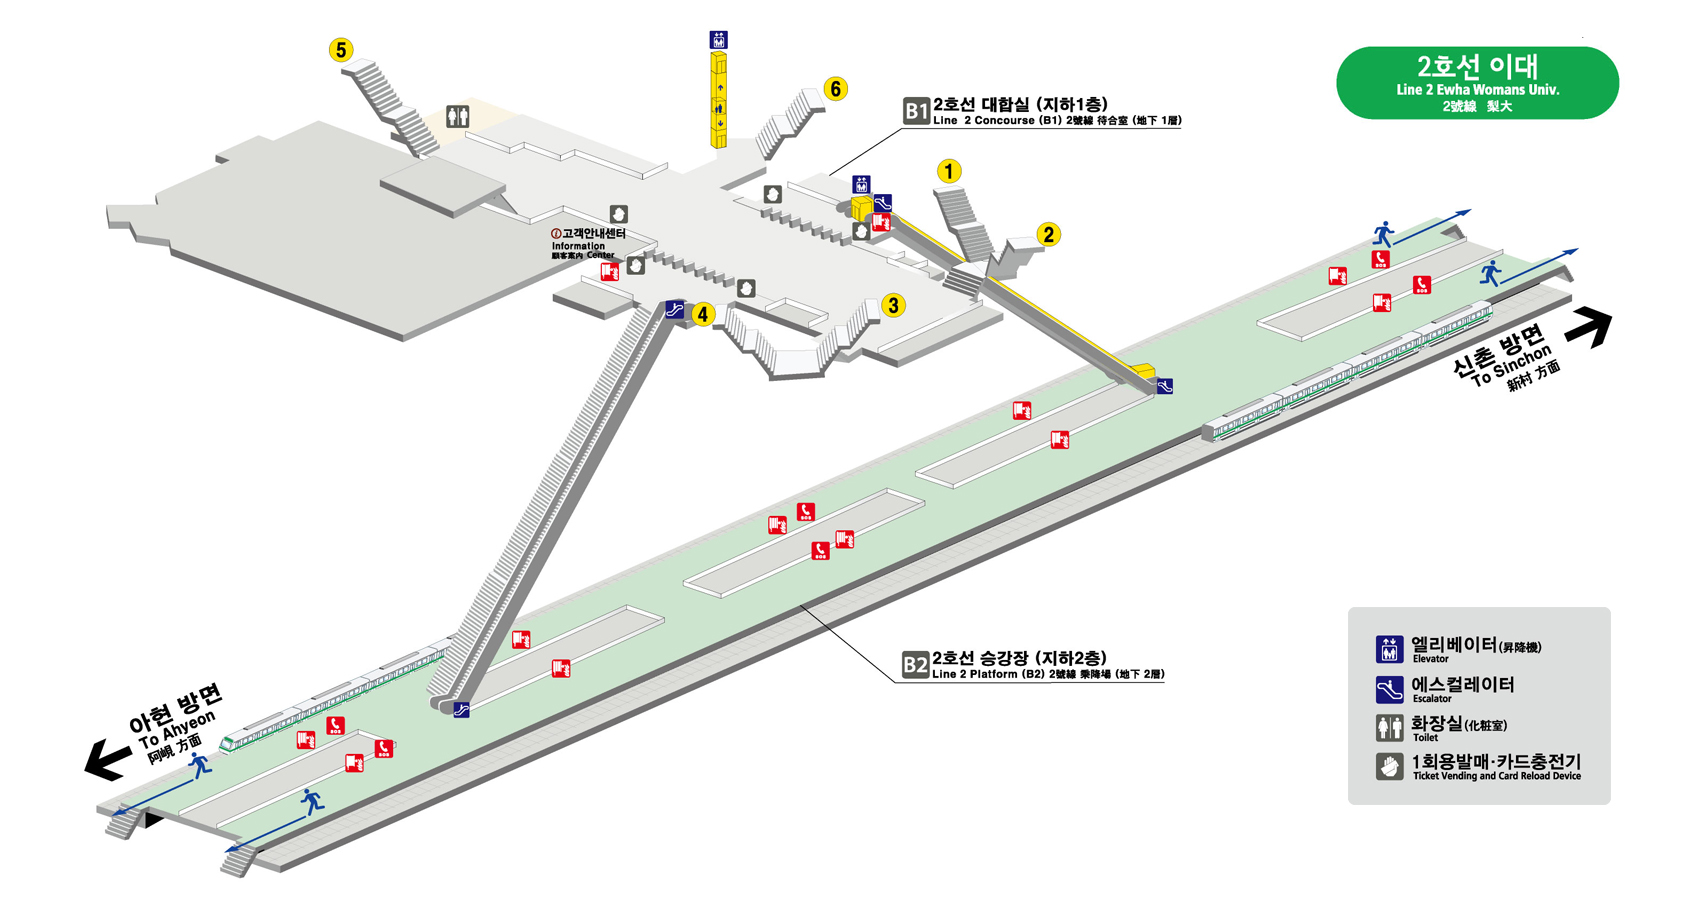 5
6
2호선 이대
Line 2 Ewha Womans Univ.
2號線 梨大
B1 2호선 대합실 (지하1층)
Line 2 Concourse (B1) 2號線 待合室 (地下 1層)
1
2
고객안내센터
Information
顧客案內 Center
4
3
신촌 방면
To Sinchon
新村 方面
SOS
SOS
SOS
SOS
B2 2호선 승강장 (지하2층)
Line 2 Platform (B2) 2號線 乘降場 (地下 2層)
아현 방면
To Ahyeon
阿峴 方面
SOS
SOS
엘리베이터(昇降機)
Elevator
에스컬레이터
Escalator
화장실(化粧室)
Toilet
1회용발매·카드충전기
Ticket Vending and Card Reload Device